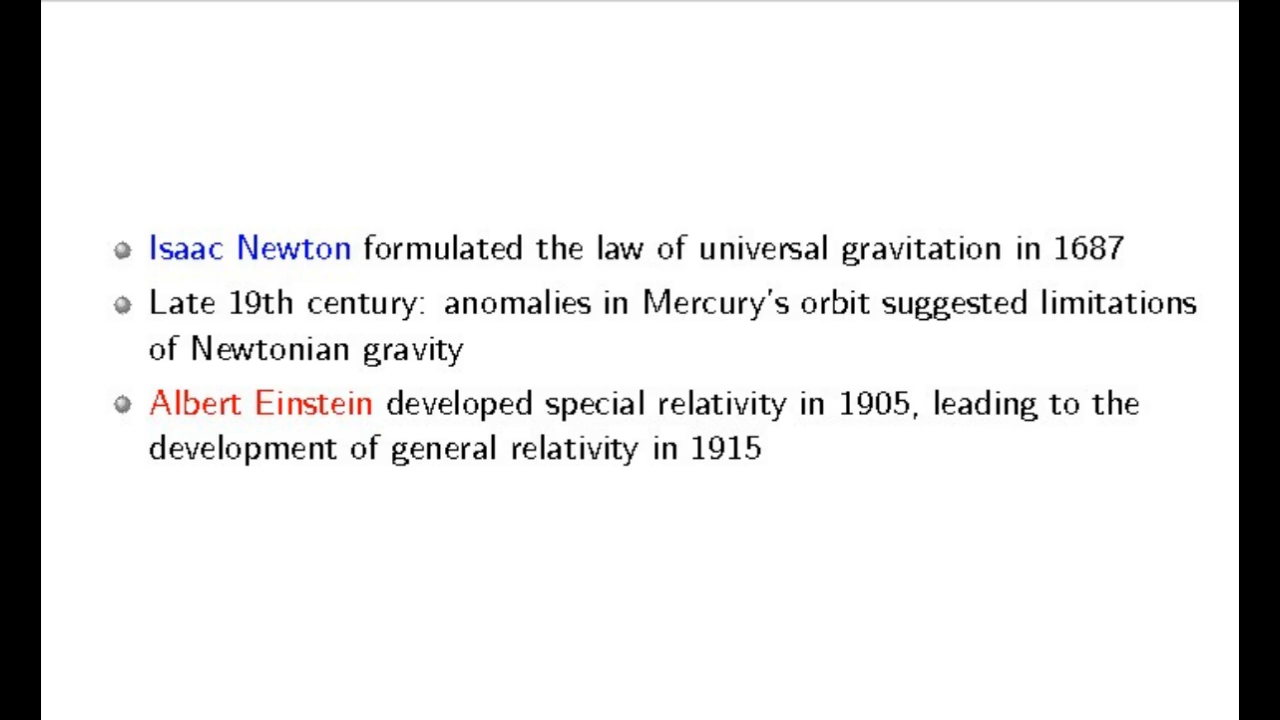 Isaac Newton formulated the law of universal gravitation in 1687
Late 19th century: anomalies in Mercury's orbit suggested limitations
of Newtonian gravity
Albert Einstein developed special relativity in 1905, leading to the
development of general relativity in 1915